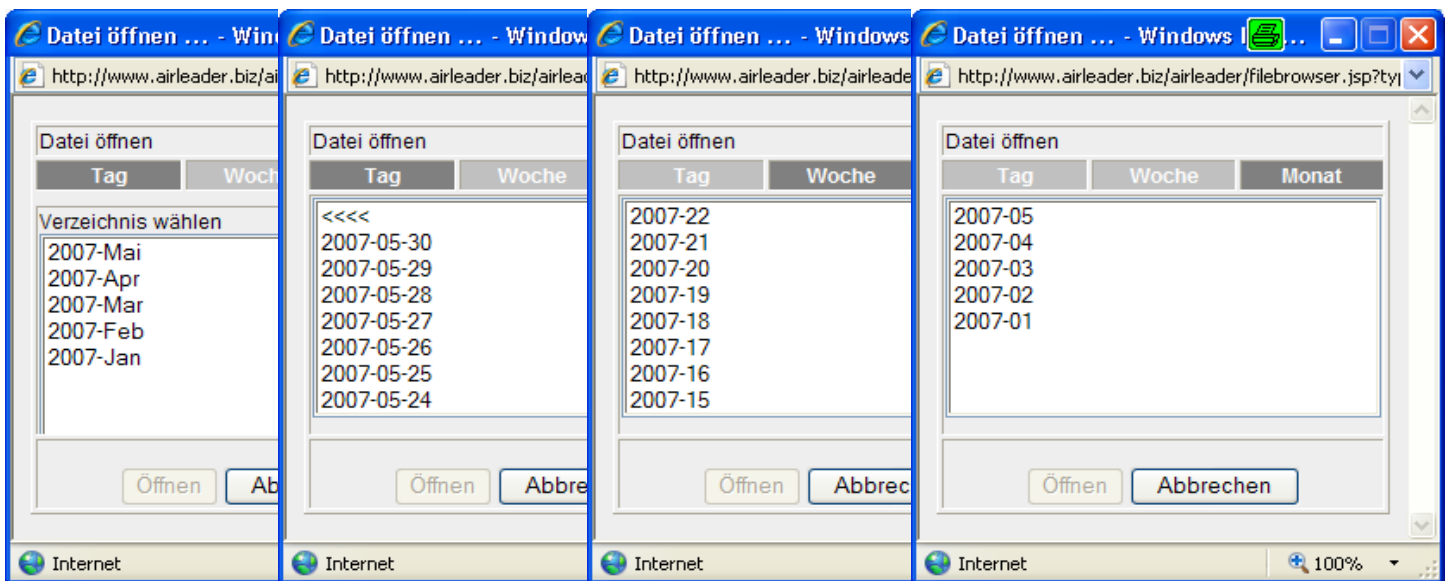 Datei öffnen ... - Win
http://www.airleader.biz/ai
Datei öffnen
Tag Woch
Verzeichnis wählen
2007-Mai
2007-Apr
2007-Mar
2007-Feb
2007-Jan
Öffnen Ab
Internet
Datei öffnen ... - Window
http://www.airleader.biz/airlead
Datei öffnen
Tag Woche
<<<<
2007-05-30
2007-05-29
2007-05-28
2007-05-27
2007-05-26
2007-05-25
2007-05-24
Öffnen Abbre
Internet
Datei öffnen ... - Windows
http://www.airleader.biz/airleade
Datei öffnen
Tag Woche
2007-22
2007-21
2007-20
2007-19
2007-18
2007-17
2007-16
2007-15
Öffnen Abbrec
Internet
Datei öffnen ... - Windows I...
http://www.airleader.biz/airleader/filebrowser.jsp?ty
Datei öffnen
Tag Woche Monat
2007-05
2007-04
2007-03
2007-02
2007-01
Öffnen Abbrechen
Internet 100%